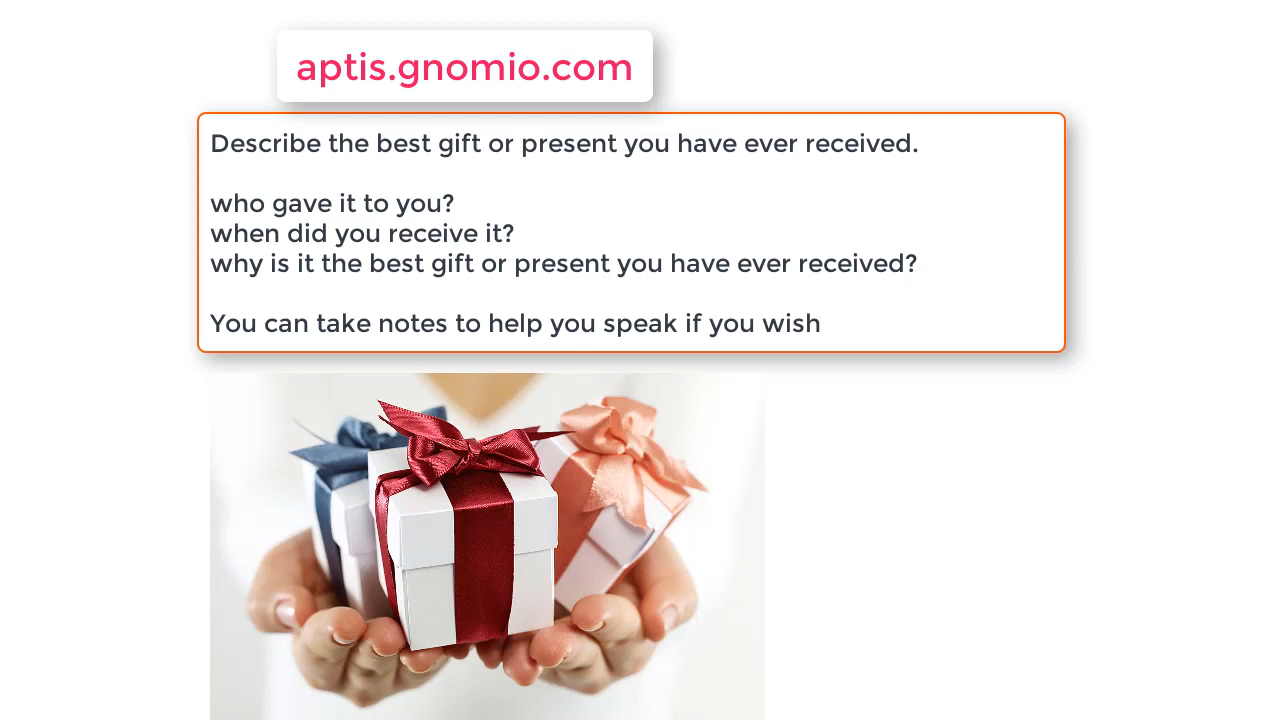 aptis.gnomio.com
Describe the best gift or present you have ever received.
who gave it to you?
when did you receive it?
why is it the best gift or present you have ever received?
You can take notes to help you speak if you wish